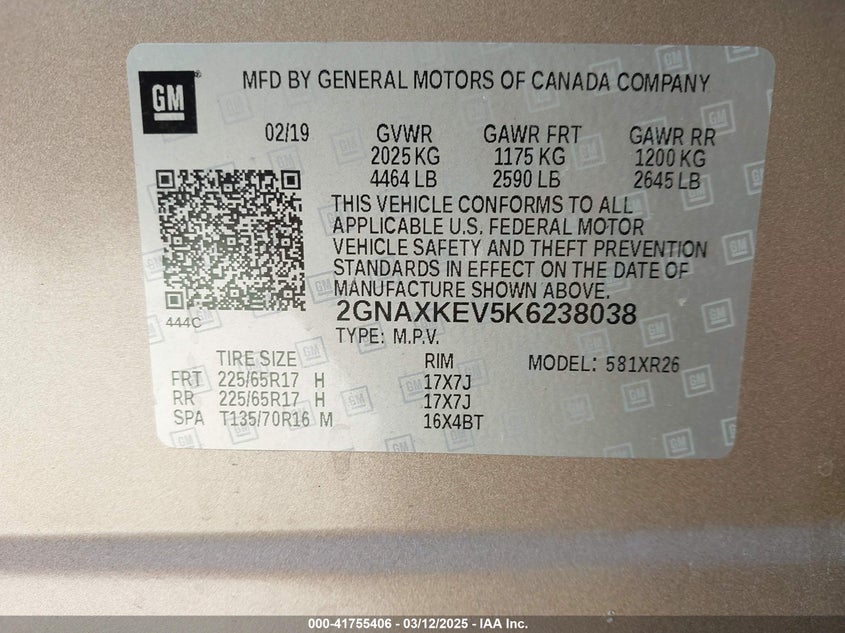 GM
MFD BY GENERAL MOTORS OF CANADA COMPANY
02/19 GVWR GAWR FRT GAWR RR
2025 KG 1175 KG 1200 KG
4464 LB 2590 LB 2645 LB
THIS VEHICLE CONFORMS TO ALL
APPLICABLE U.S. FEDERAL MOTOR
VEHICLE SAFETY AND THEFT PREVENTION
STANDARDS IN EFFECT ON THE DATE OF
MANUFACTURE SHOWN ABOVE.
444C
2GNAXKEV5K6238038
TYPE: M.P.V.
TIRE SIZE RIM MODEL: 581XR26
FRT 225/65R17 H 17X7J
RR 225/65R17 H 17X7J
SPA T135/70R16 M 16X4BT
000-41755406 - 03/12/2025 - IAA Inc.